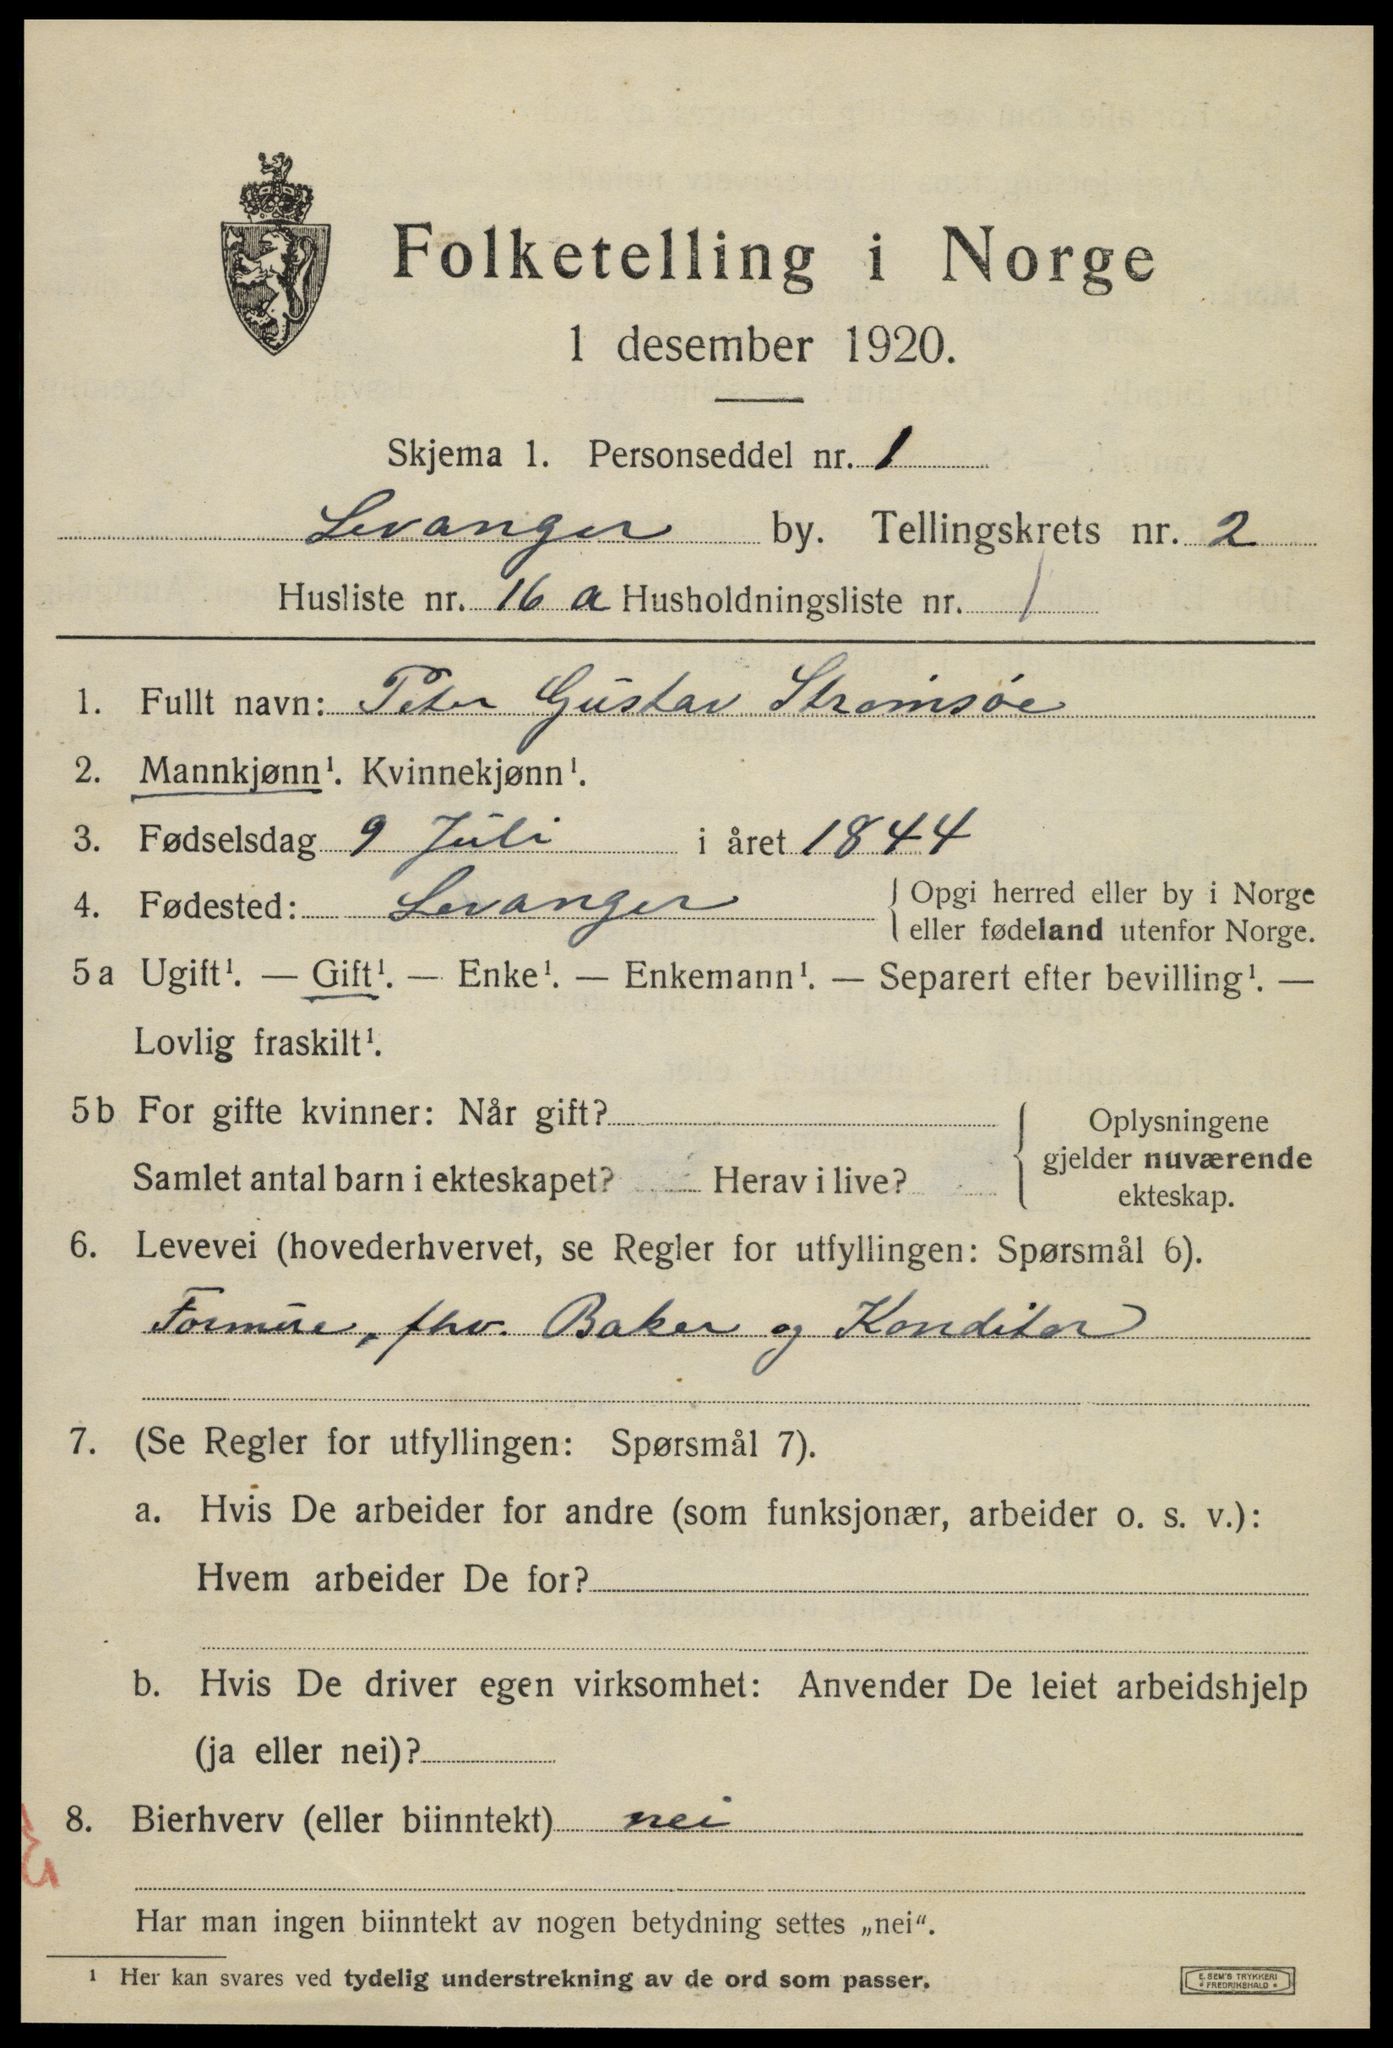 Folketelling i Norge
1 desember 1920.
Skjema 1. Personseddel nr. 1
Levanger by. Tellingskrets nr. 2
Husliste nr. 16 a Husholdningsliste nr. 1
1. Fullt navn: Peter Gustav Strømsøe
2. Mannkjønn¹. Kvinnekjønn¹.
3. Fødselsdag 9 Juli i året 1844
4. Fødested: Levanger { Opgi herred eller by i Norge
eller fødeland utenfor Norge.
5a Ugift¹. — Gift¹. — Enke¹. — Enkemann¹. — Separert efter bevilling¹. —
Lovlig fraskilt¹.
5b For gifte kvinner: Når gift?
Samlet antal barn i ekteskapet? Herav i live?
{ Oplysningene
gjelder nuværende
ekteskap.
6. Levevei (hovederhvervet, se Regler for utfyllingen: Spørsmål 6).
Formue, fhv. Baker og Konditor
7. (Se Regler for utfyllingen: Spørsmål 7).
a. Hvis De arbeider for andre (som funksjonær, arbeider o. s. v.):
Hvem arbeider De for?
b. Hvis De driver egen virksomhet: Anvender De leiet arbeidshjelp
(ja eller nei)?
8. Bierhverv (eller biinntekt) nei
Har man ingen biinntekt av nogen betydning settes „nei“.
¹ Her kan svares ved tydelig understrekning av de ord som passer.
E. SEM'S TRYKKERI
* FREDRIKSHALD *